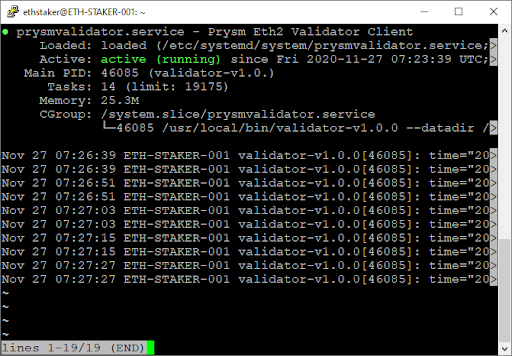 ethstaker@ETH-STAKER-001: ~
● prysmvalidator.service - Prysm Eth2 Validator Client
Loaded: loaded (/etc/systemd/system/prysmvalidator.service;>
Active: active (running) since Fri 2020-11-27 07:23:39 UTC;>
Main PID: 46085 (validator-v1.0.)
Tasks: 14 (limit: 19175)
Memory: 25.3M
CGroup: /system.slice/prysmvalidator.service
└─46085 /usr/local/bin/validator-v1.0.0 --datadir />
Nov 27 07:26:39 ETH-STAKER-001 validator-v1.0.0[46085]: time="20>
Nov 27 07:26:39 ETH-STAKER-001 validator-v1.0.0[46085]: time="20>
Nov 27 07:26:51 ETH-STAKER-001 validator-v1.0.0[46085]: time="20>
Nov 27 07:26:51 ETH-STAKER-001 validator-v1.0.0[46085]: time="20>
Nov 27 07:27:03 ETH-STAKER-001 validator-v1.0.0[46085]: time="20>
Nov 27 07:27:03 ETH-STAKER-001 validator-v1.0.0[46085]: time="20>
Nov 27 07:27:15 ETH-STAKER-001 validator-v1.0.0[46085]: time="20>
Nov 27 07:27:15 ETH-STAKER-001 validator-v1.0.0[46085]: time="20>
Nov 27 07:27:27 ETH-STAKER-001 validator-v1.0.0[46085]: time="20>
Nov 27 07:27:27 ETH-STAKER-001 validator-v1.0.0[46085]: time="20>
~
~
~
lines 1-19/19 (END)